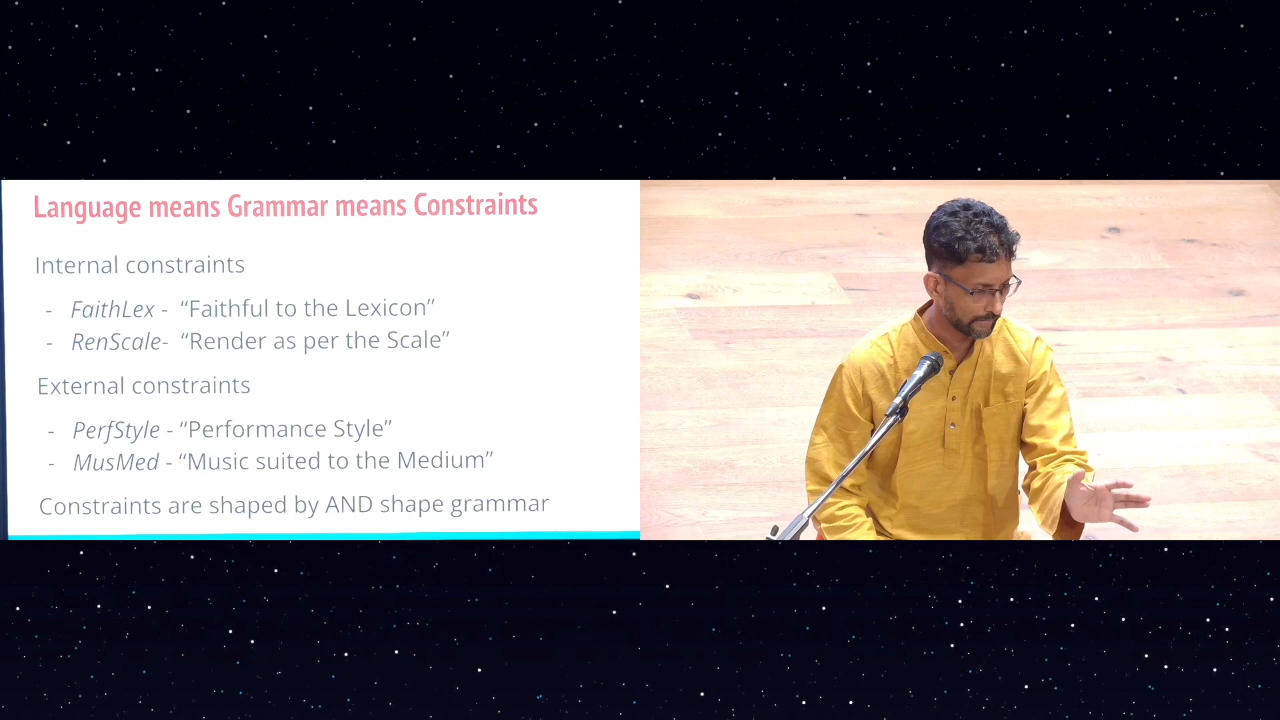 Language means Grammar means Constraints
Internal constraints
- FaithLex - “Faithful to the Lexicon”
- RenScale- “Render as per the Scale”
External constraints
- PerfStyle - “Performance Style”
- MusMed - “Music suited to the Medium”
Constraints are shaped by AND shape grammar